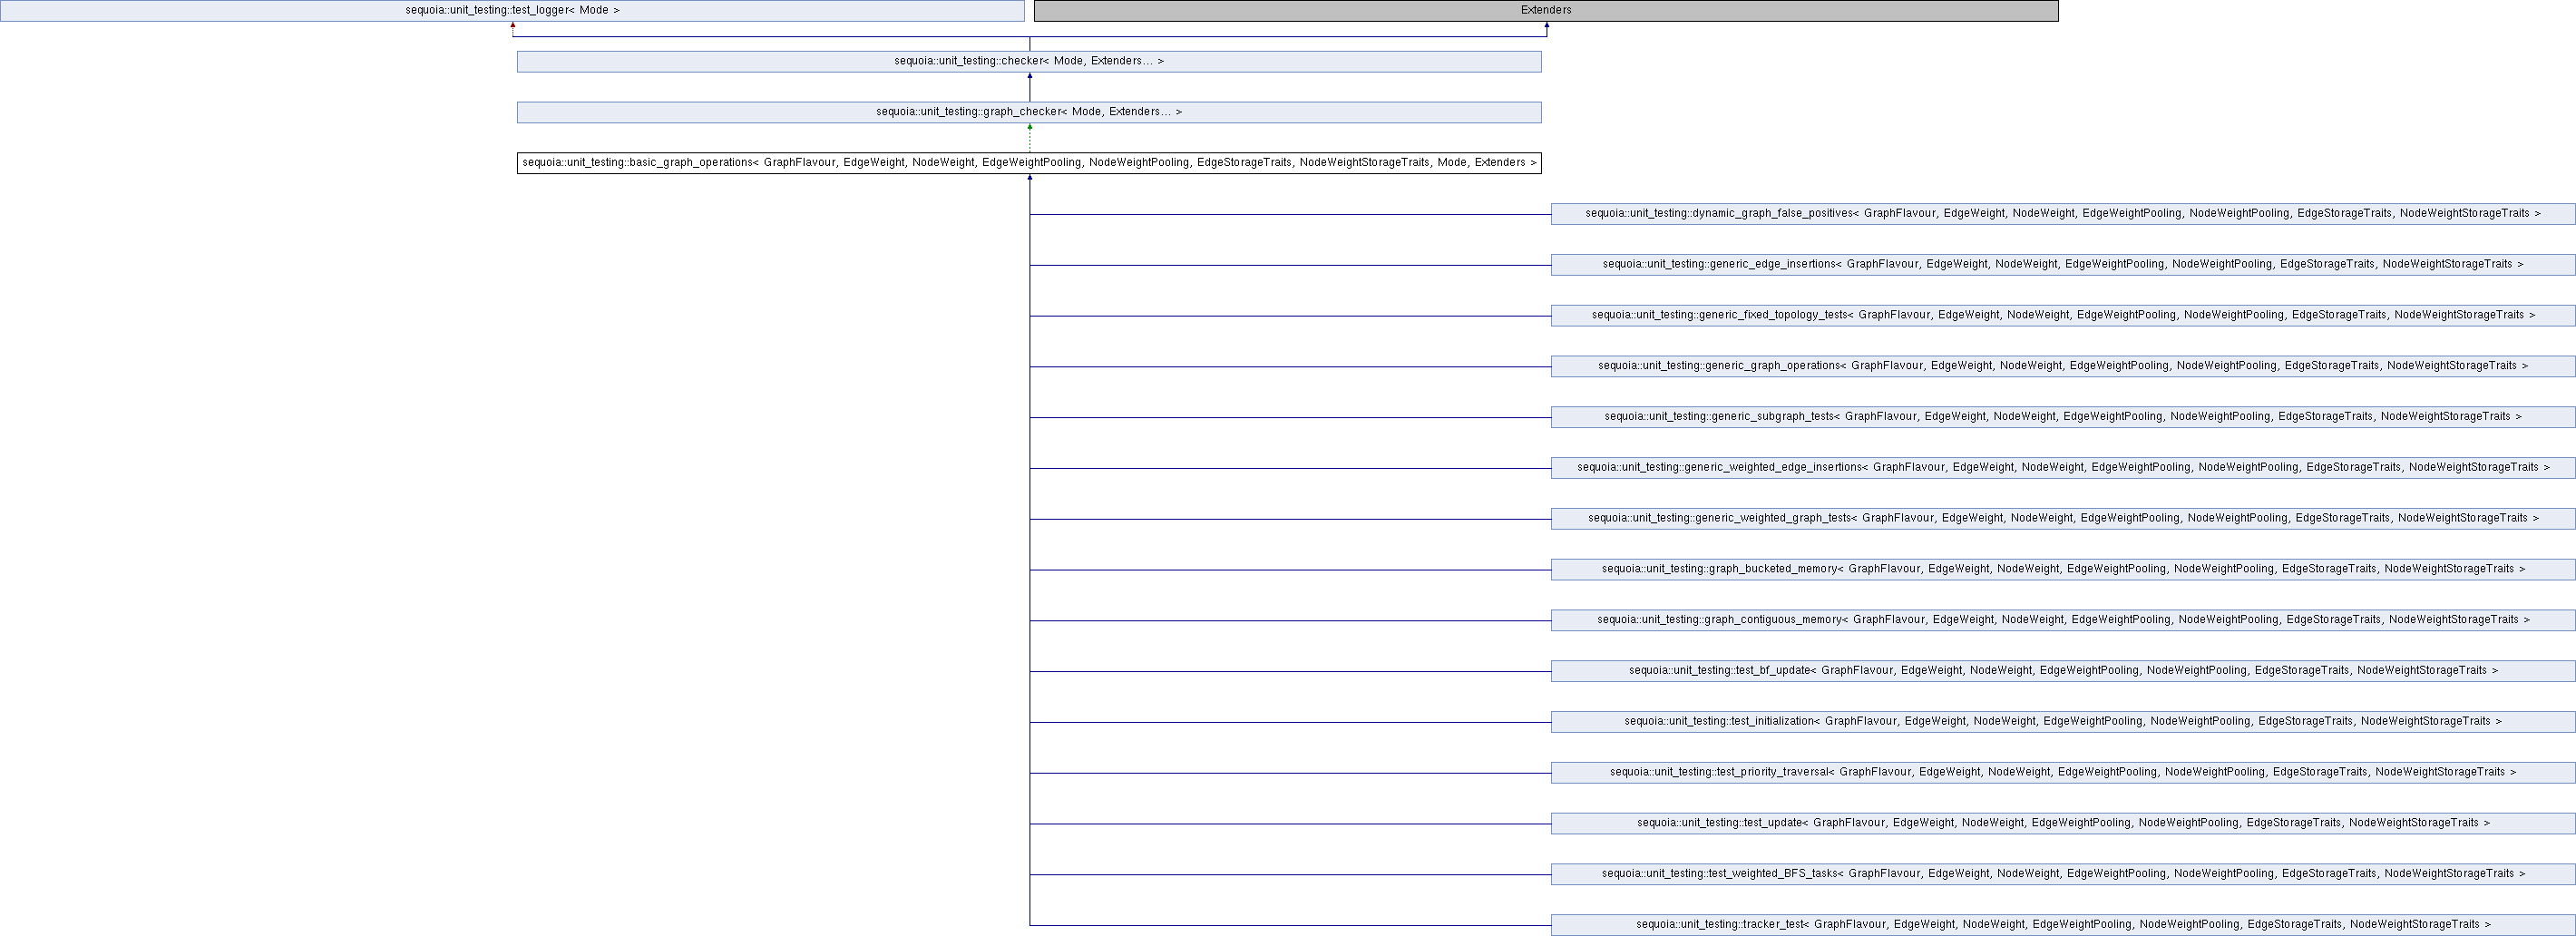 sequoia::unit_testing::test_logger< Mode >
Extenders
sequoia::unit_testing::checker< Mode, Extenders... >
sequoia::unit_testing::graph_checker< Mode, Extenders... >
sequoia::unit_testing::basic_graph_operations< GraphFlavour, EdgeWeight, NodeWeight, EdgeWeightPooling, NodeWeightPooling, EdgeStorageTraits, NodeWeightStorageTraits, Mode, Extenders >
sequoia::unit_testing::dynamic_graph_false_positives< GraphFlavour, EdgeWeight, NodeWeight, EdgeWeightPooling, NodeWeightPooling, EdgeStorageTraits, NodeWeightStorageTraits >
sequoia::unit_testing::generic_edge_insertions< GraphFlavour, EdgeWeight, NodeWeight, EdgeWeightPooling, NodeWeightPooling, EdgeStorageTraits, NodeWeightStorageTraits >
sequoia::unit_testing::generic_fixed_topology_tests< GraphFlavour, EdgeWeight, NodeWeight, EdgeWeightPooling, NodeWeightPooling, EdgeStorageTraits, NodeWeightStorageTraits >
sequoia::unit_testing::generic_graph_operations< GraphFlavour, EdgeWeight, NodeWeight, EdgeWeightPooling, NodeWeightPooling, EdgeStorageTraits, NodeWeightStorageTraits >
sequoia::unit_testing::generic_subgraph_tests< GraphFlavour, EdgeWeight, NodeWeight, EdgeWeightPooling, NodeWeightPooling, EdgeStorageTraits, NodeWeightStorageTraits >
sequoia::unit_testing::generic_weighted_edge_insertions< GraphFlavour, EdgeWeight, NodeWeight, EdgeWeightPooling, NodeWeightPooling, EdgeStorageTraits, NodeWeightStorageTraits >
sequoia::unit_testing::generic_weighted_graph_tests< GraphFlavour, EdgeWeight, NodeWeight, EdgeWeightPooling, NodeWeightPooling, EdgeStorageTraits, NodeWeightStorageTraits >
sequoia::unit_testing::graph_bucketed_memory< GraphFlavour, EdgeWeight, NodeWeight, EdgeWeightPooling, NodeWeightPooling, EdgeStorageTraits, NodeWeightStorageTraits >
sequoia::unit_testing::graph_contiguous_memory< GraphFlavour, EdgeWeight, NodeWeight, EdgeWeightPooling, NodeWeightPooling, EdgeStorageTraits, NodeWeightStorageTraits >
sequoia::unit_testing::test_bf_update< GraphFlavour, EdgeWeight, NodeWeight, EdgeWeightPooling, NodeWeightPooling, EdgeStorageTraits, NodeWeightStorageTraits >
sequoia::unit_testing::test_initialization< GraphFlavour, EdgeWeight, NodeWeight, EdgeWeightPooling, NodeWeightPooling, EdgeStorageTraits, NodeWeightStorageTraits >
sequoia::unit_testing::test_priority_traversal< GraphFlavour, EdgeWeight, NodeWeight, EdgeWeightPooling, NodeWeightPooling, EdgeStorageTraits, NodeWeightStorageTraits >
sequoia::unit_testing::test_update< GraphFlavour, EdgeWeight, NodeWeight, EdgeWeightPooling, NodeWeightPooling, EdgeStorageTraits, NodeWeightStorageTraits >
sequoia::unit_testing::test_weighted_BFS_tasks< GraphFlavour, EdgeWeight, NodeWeight, EdgeWeightPooling, NodeWeightPooling, EdgeStorageTraits, NodeWeightStorageTraits >
sequoia::unit_testing::tracker_test< GraphFlavour, EdgeWeight, NodeWeight, EdgeWeightPooling, NodeWeightPooling, EdgeStorageTraits, NodeWeightStorageTraits >